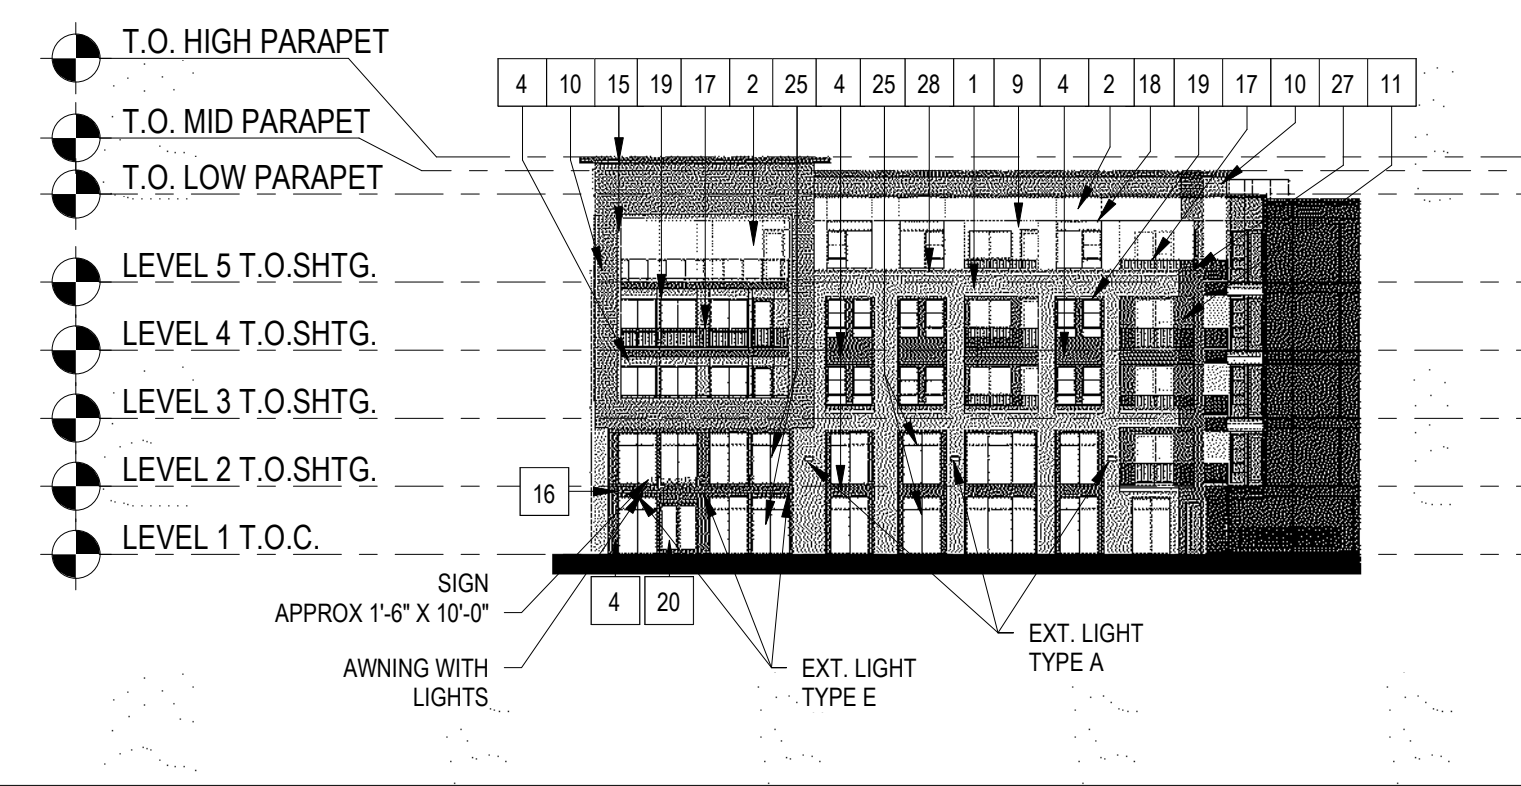 T.O. HIGH PARAPET
4 10 15 19 17 2 25 4 25 28 1 9 4 2 18 19 17 10 27 11
T.O. MID PARAPET
T.O. LOW PARAPET
LEVEL 5 T.O.SHTG.
LEVEL 4 T.O.SHTG.
LEVEL 3 T.O.SHTG.
LEVEL 2 T.O.SHTG.
16
LEVEL 1 T.O.C.
SIGN
APPROX 1'-6" X 10'-0"
4 20
AWNING WITH
LIGHTS
EXT. LIGHT
TYPE E
EXT. LIGHT
TYPE A